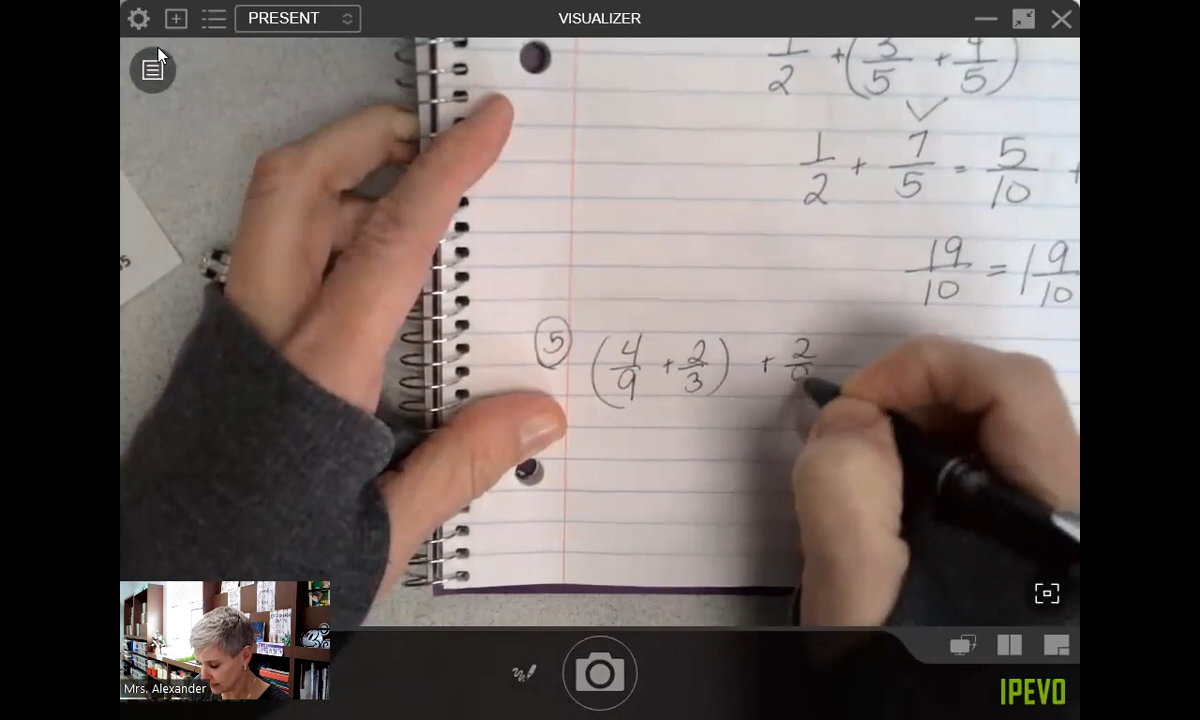 PRESENT
VISUALIZER
1/2 + (3/5 + 4/5)
1/2 + 7/5 = 5/10 +
19/10 = 1 9/10
5 (4/9 + 2/3) + 2/
Mrs. Alexander
IPEVO